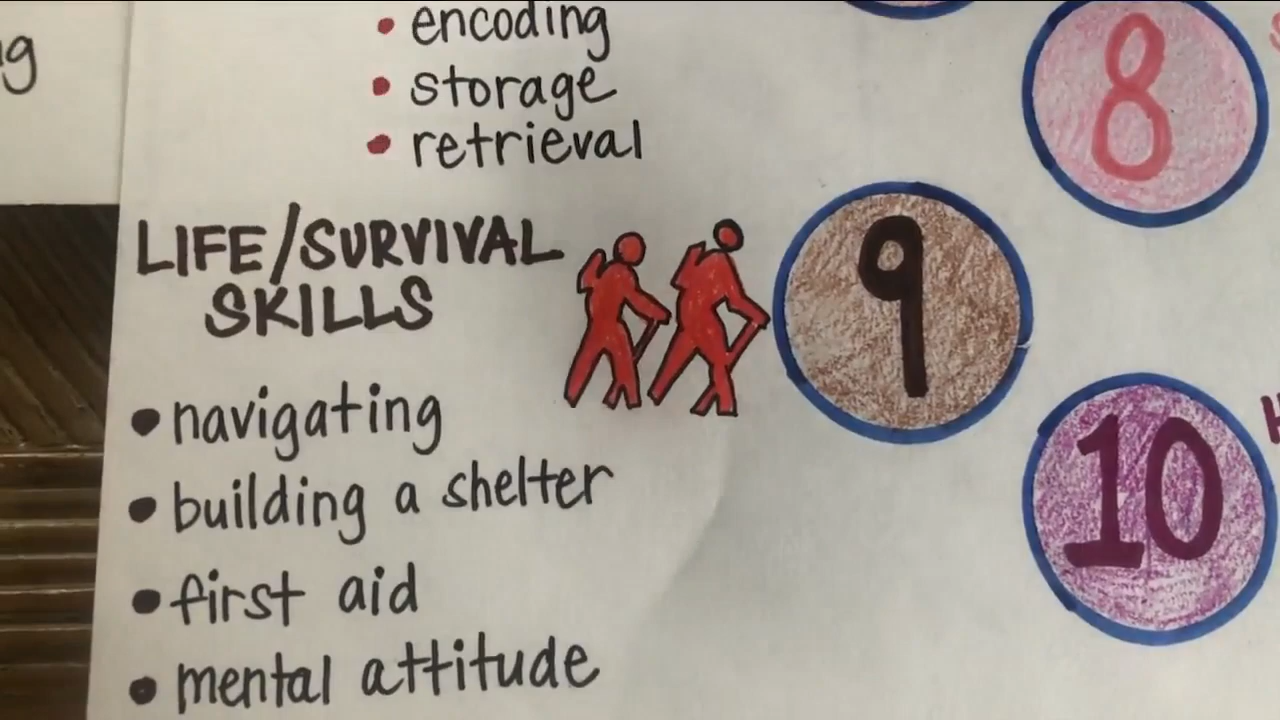 g
• encoding
• storage
• retrieval
8
LIFE/SURVIVAL
SKILLS
9
• navigating
• building a shelter
• first aid
• mental attitude
10
H